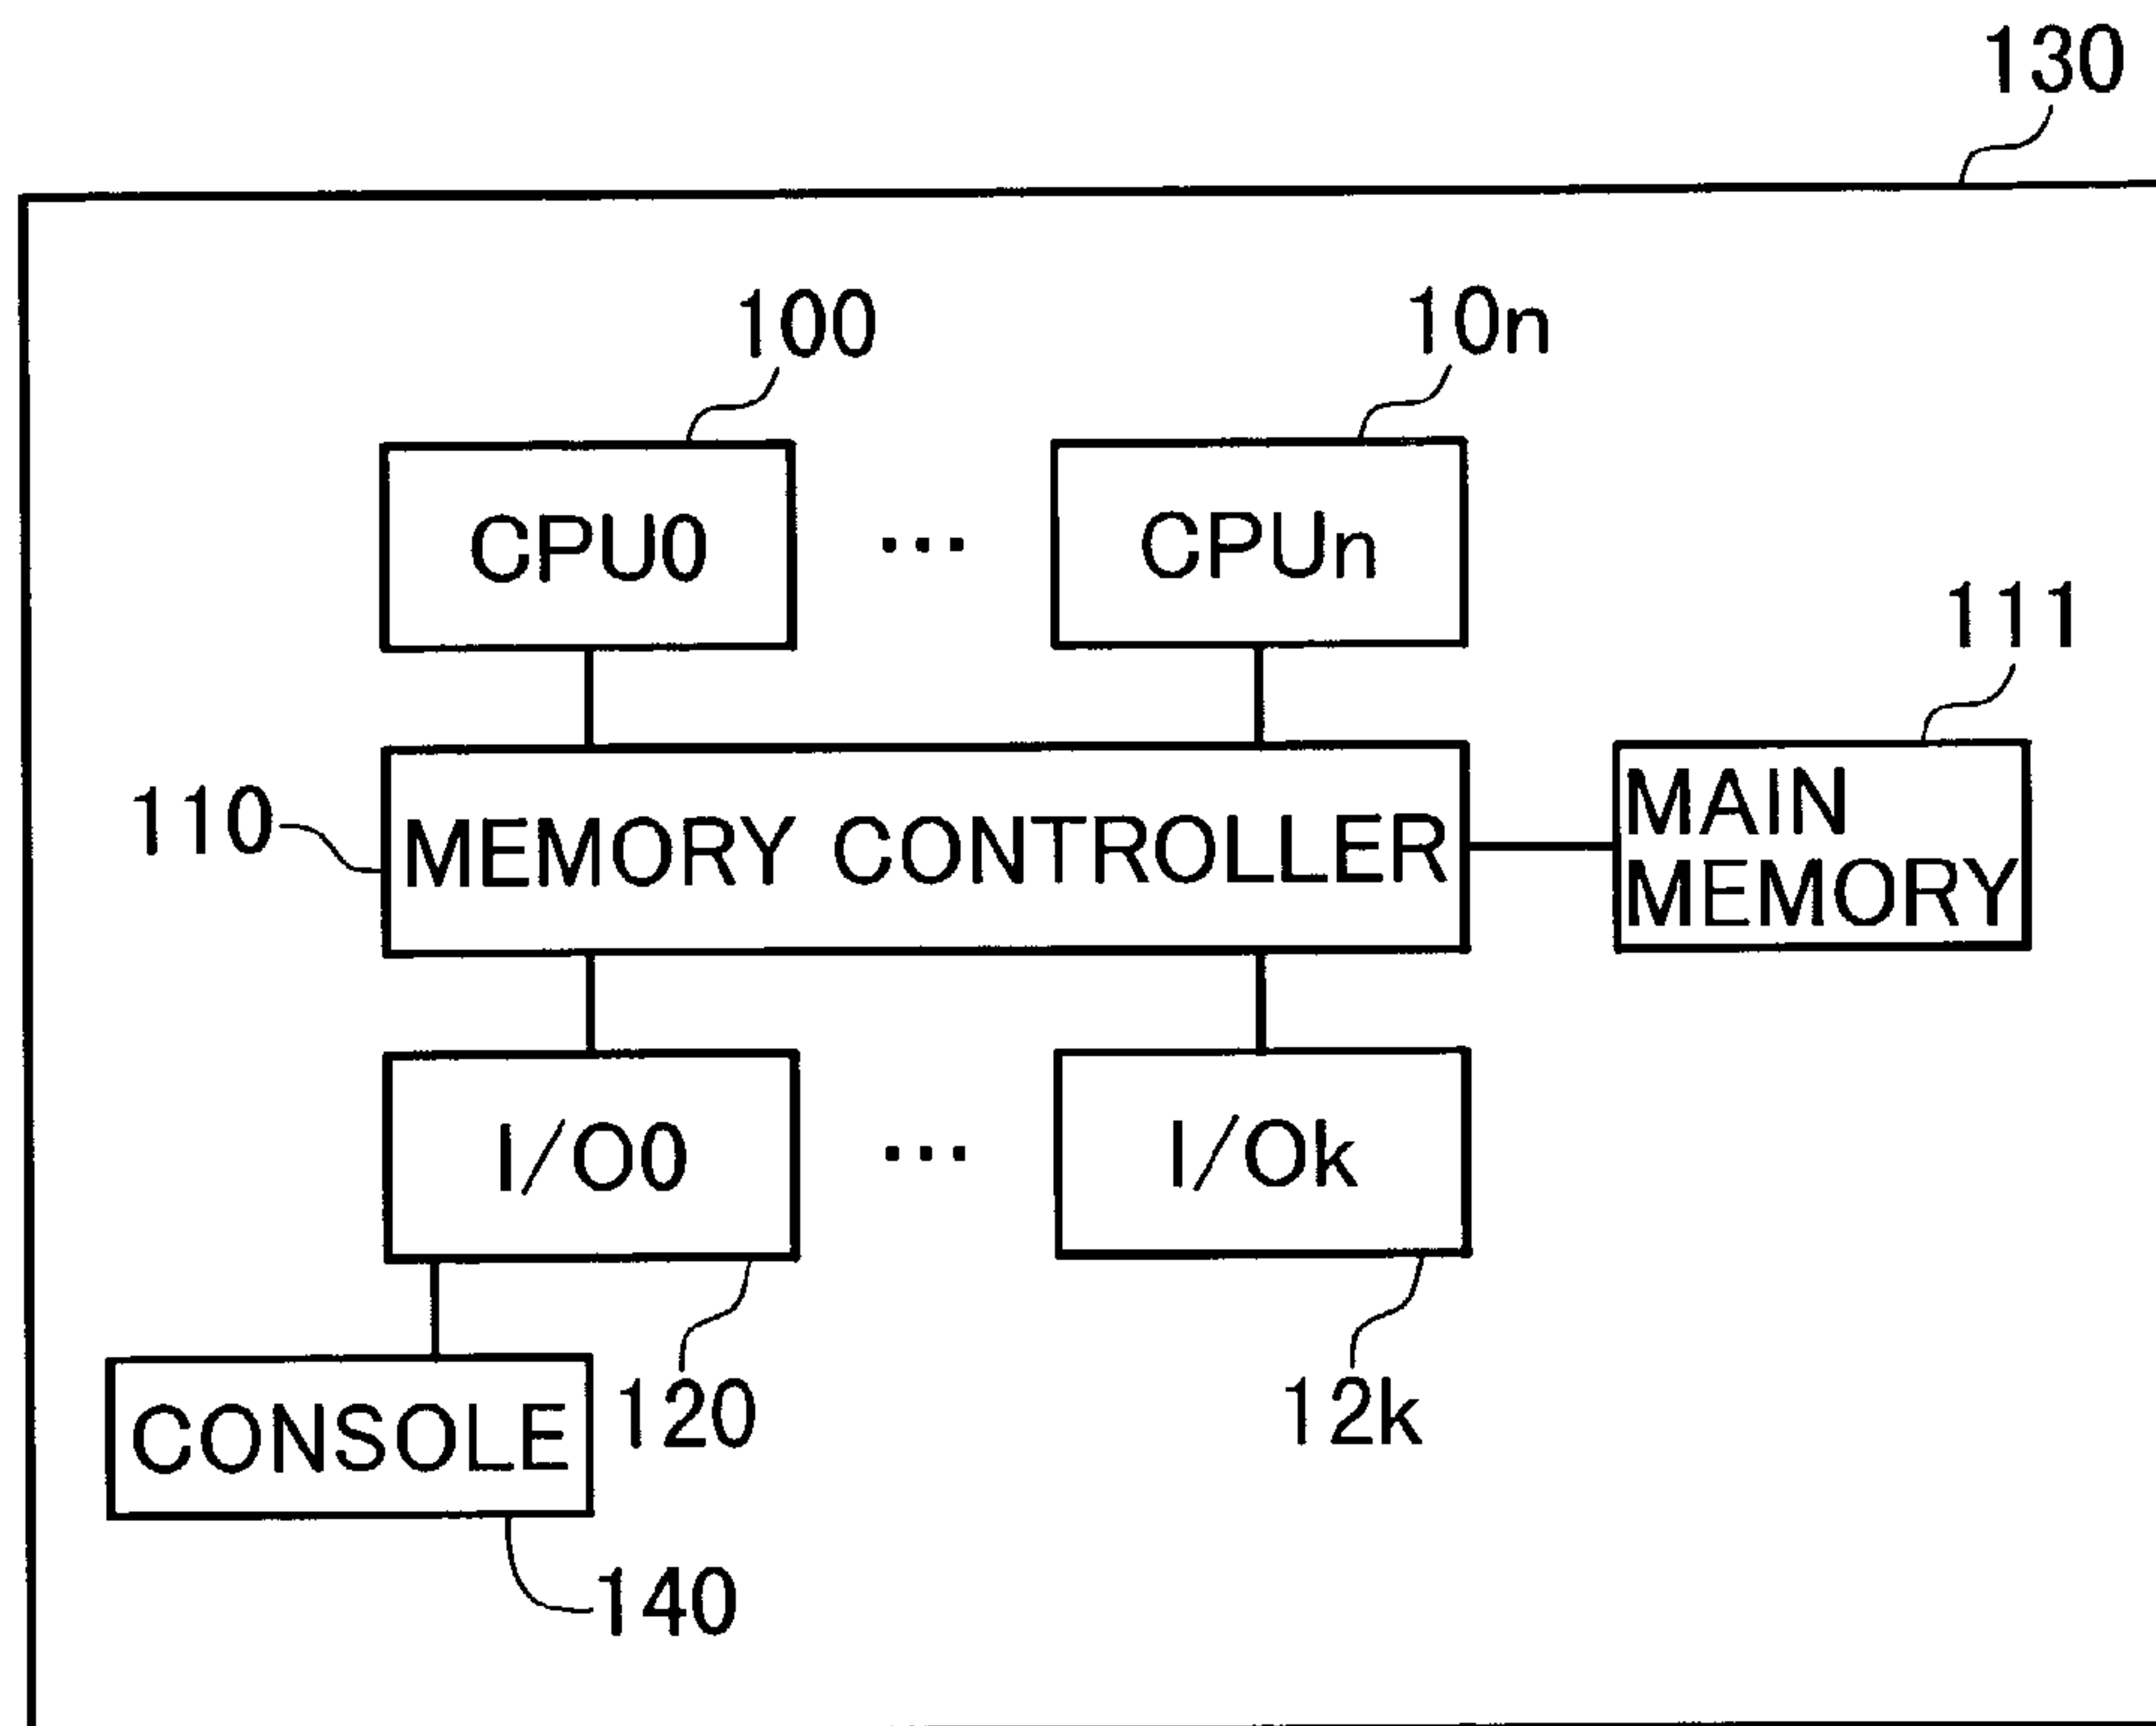 130
100
10n
CPU0
...
CPUn
111
110
MEMORY CONTROLLER
MAIN
MEMORY
I/O0
...
I/Ok
120
12k
CONSOLE
140